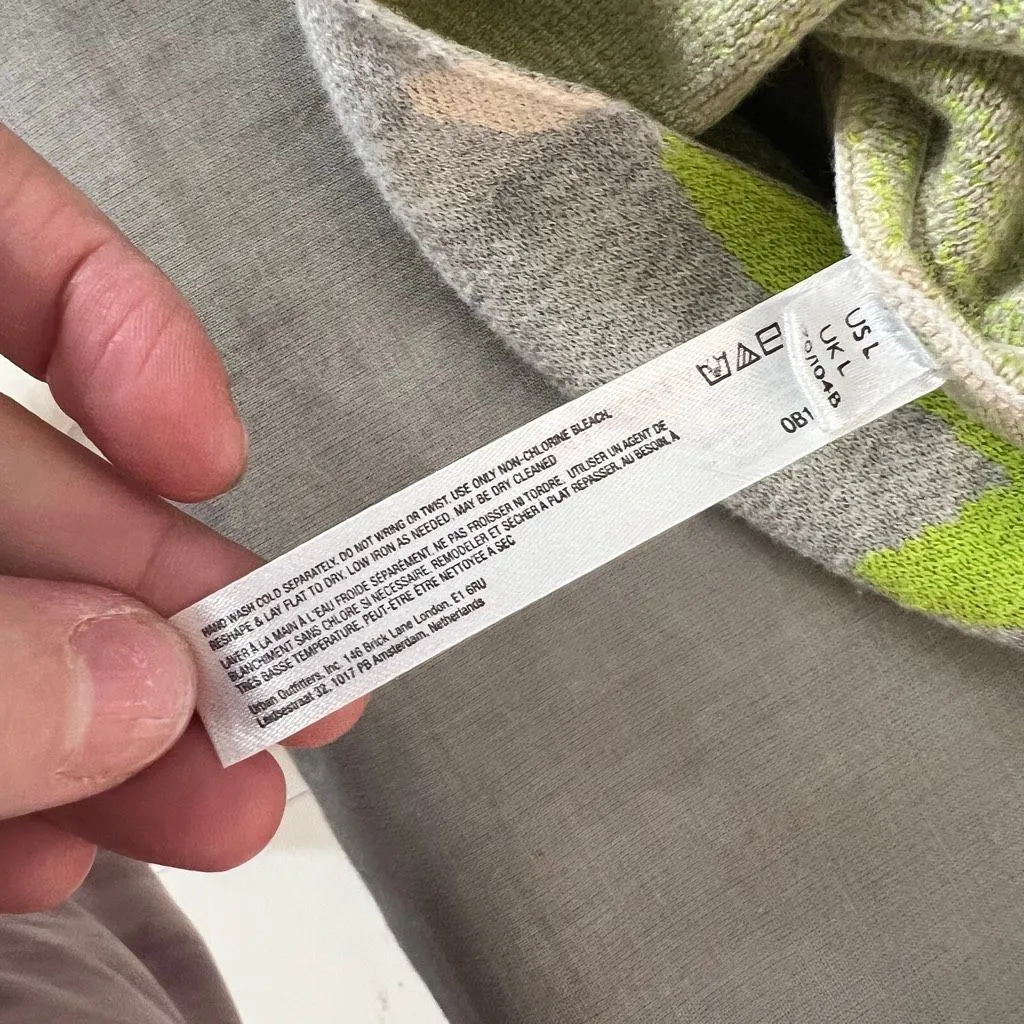 US L
UK L
/104B
0B1
HAND WASH COLD SEPARATELY. DO NOT WRING OR TWIST. USE ONLY NON-CHLORINE BLEACH.
RESHAPE & LAY FLAT TO DRY. LOW IRON AS NEEDED. MAY BE DRY CLEANED
LAVER À LA MAIN À L'EAU FROIDE SÉPARÉMENT. NE PAS FROISSER NI TORDRE. UTILISER UN AGENT DE
BLANCHIMENT SANS CHLORE SI NÉCESSAIRE. REMODELER ET SÉCHER À PLAT REPASSER, AU BESOIN, À
TRÈS BASSE TEMPÉRATURE. PEUT-ÊTRE ÊTRE NETTOYÉE A SEC
Urban Outfitters, Inc. 146 Brick Lane London. E1 6RU
Leidsestraat 32, 1017 PB Amsterdam, Netherlands